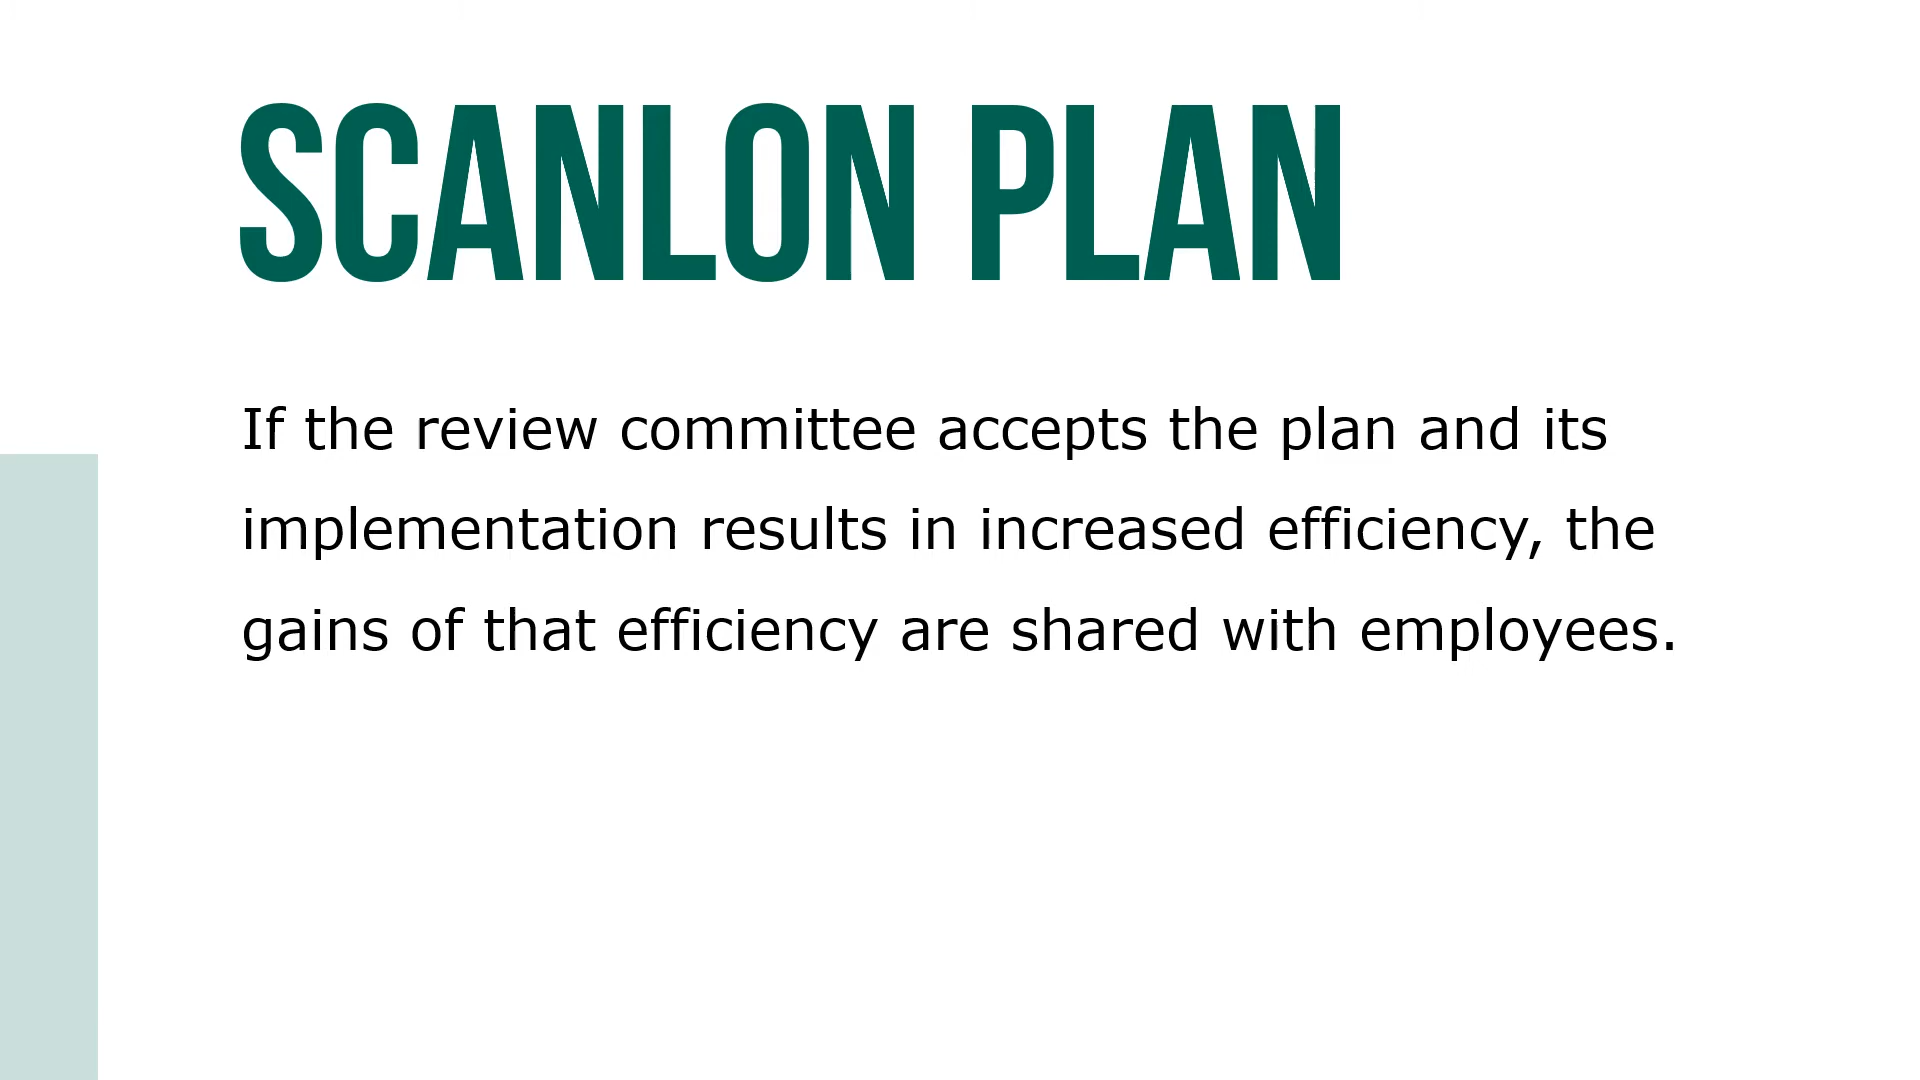 SCANLON PLAN
If the review committee accepts the plan and its
implementation results in increased efficiency, the
gains of that efficiency are shared with employees.